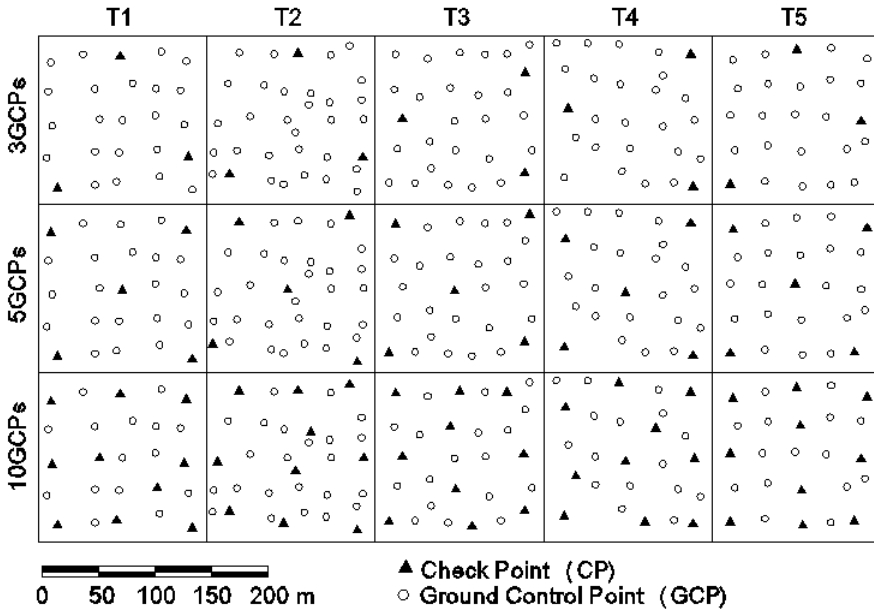 T1 T2 T3 T4 T5
3GCPs
5GCPs
10GCPs
0 50 100 150 200 m
Check Point (CP)
Ground Control Point (GCP)